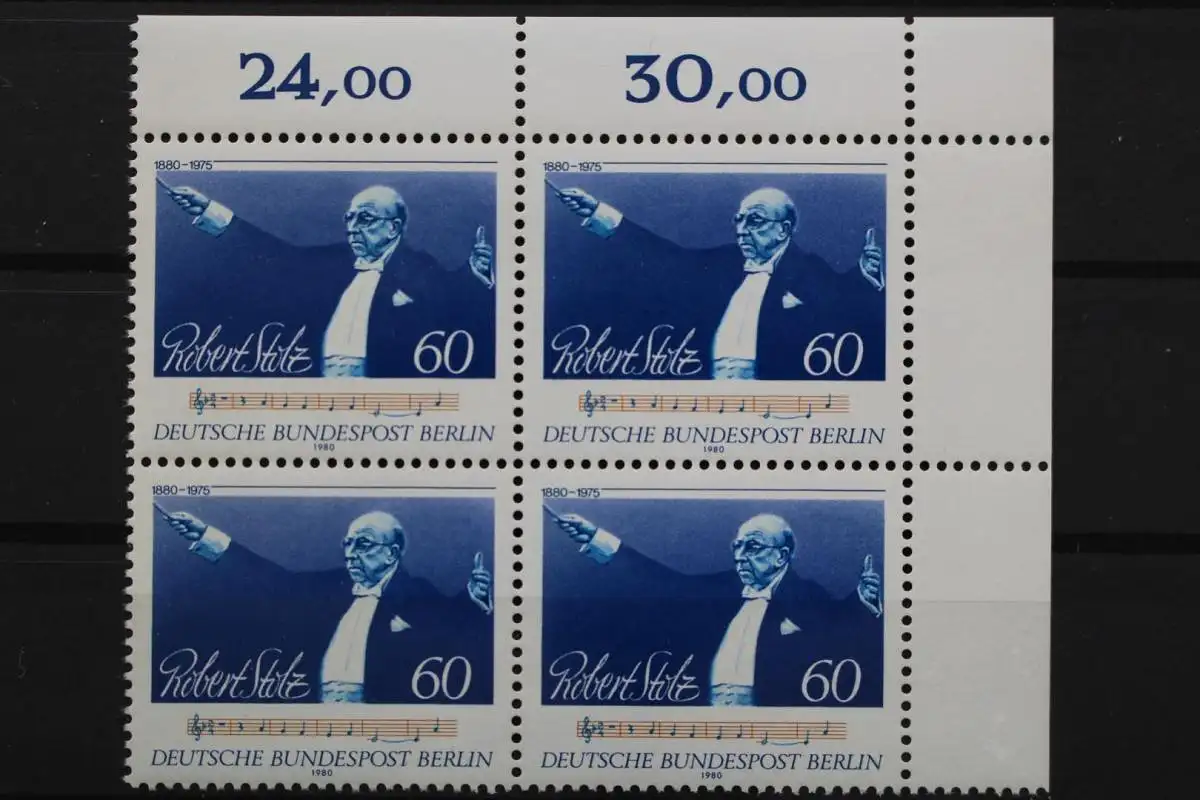 24,00
30,00
1880–1975
Robert Stolz
60
DEUTSCHE BUNDESPOST BERLIN
1980
1880–1975
Robert Stolz
60
DEUTSCHE BUNDESPOST BERLIN
1980
1880–1975
Robert Stolz
60
DEUTSCHE BUNDESPOST BERLIN
1980
1880–1975
Robert Stolz
60
DEUTSCHE BUNDESPOST BERLIN
1980